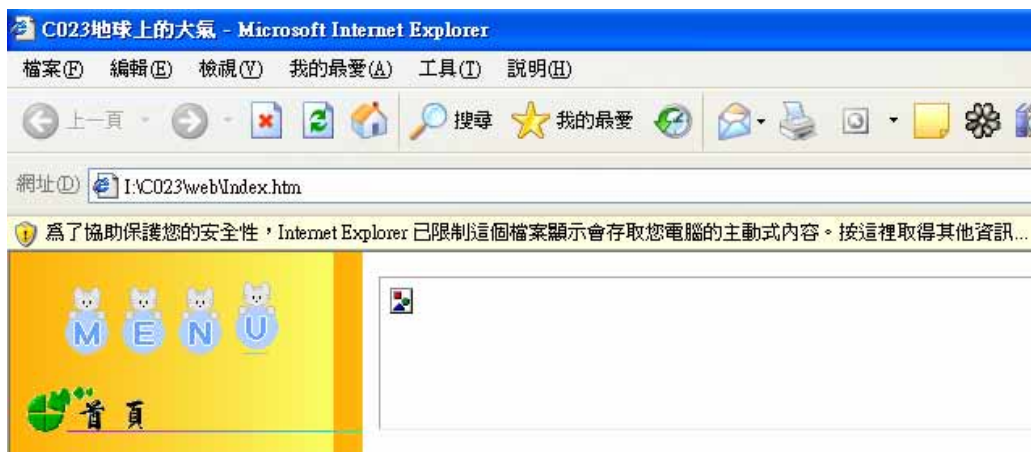 C023地球上的大氣 - Microsoft Internet Explorer
檔案(F) 編輯(E) 檢視(V) 我的最愛(A) 工具(T) 說明(H)
上一頁 搜尋 我的最愛
網址(D) I:\C023\web\Index.htm
為了協助保護您的安全性，Internet Explorer 已限制這個檔案顯示會存取您電腦的主動式內容。按這裡取得其他資訊...
MENU
首頁